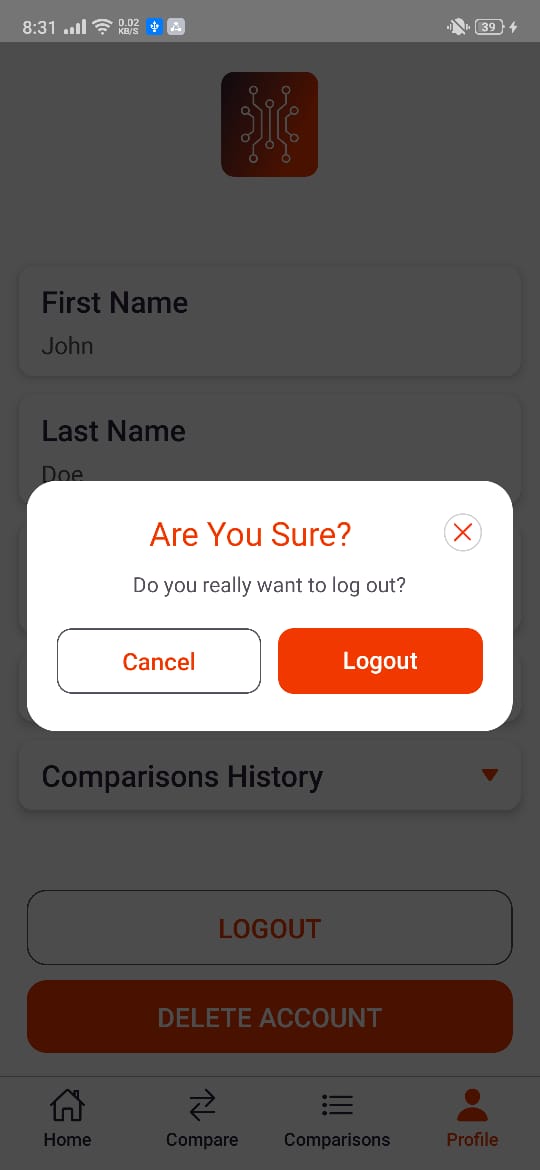 8:31 0.02 KB/S 39
First Name
John
Last Name
Doe
Are You Sure?
Do you really want to log out?
Cancel Logout
Comparisons History
LOGOUT
DELETE ACCOUNT
Home Compare Comparisons Profile